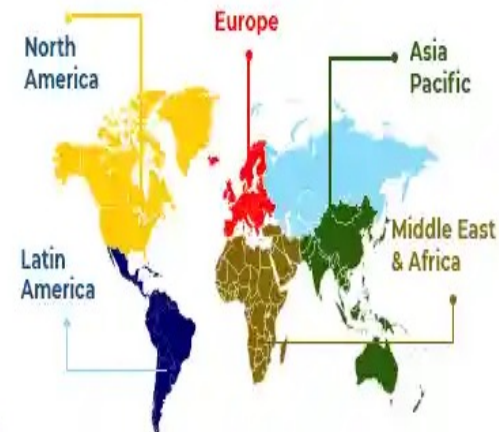 Europe
North
America
Asia
Pacific
Middle East
& Africa
Latin
America